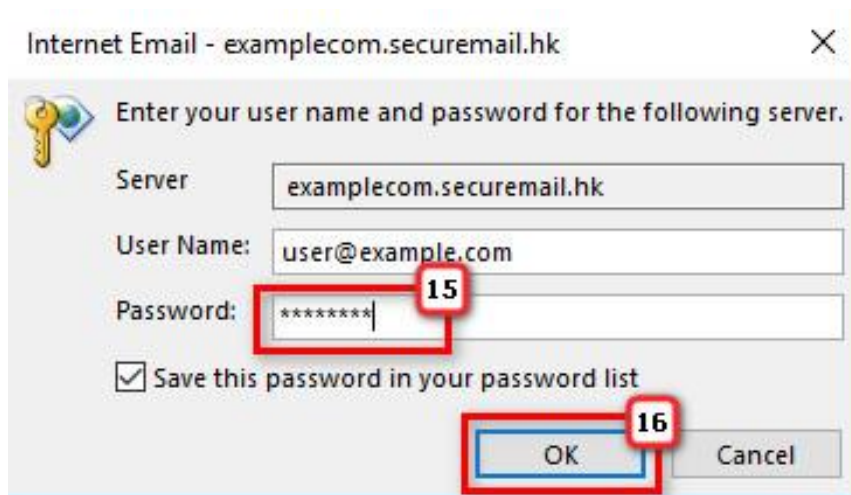 Internet Email - examplecom.securemail.hk
Enter your user name and password for the following server.
Server
examplecom.securemail.hk
User Name:
user@example.com
15
Password:
********
Save this password in your password list
16
OK
Cancel